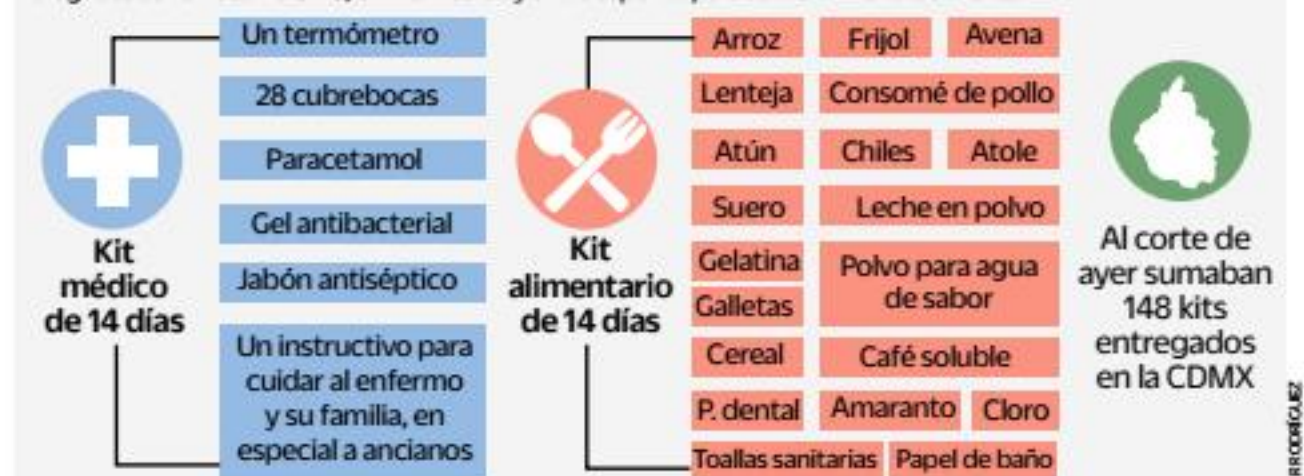 Un termómetro
28 cubrebocas
Paracetamol
Gel antibacterial
Jabón antiséptico
Un instructivo para
cuidar al enfermo
y su familia, en
especial a ancianos
Kit
médico
de 14 días
Kit
alimentario
de 14 días
Arroz Frijol Avena
Lenteja Consomé de pollo
Atún Chiles Atole
Suero Leche en polvo
Gelatina
Galletas
Polvo para agua
de sabor
Cereal Café soluble
P. dental Amaranto Cloro
Toallas sanitarias Papel de baño
Al corte de
ayer sumaban
148 kits
entregados
en la CDMX